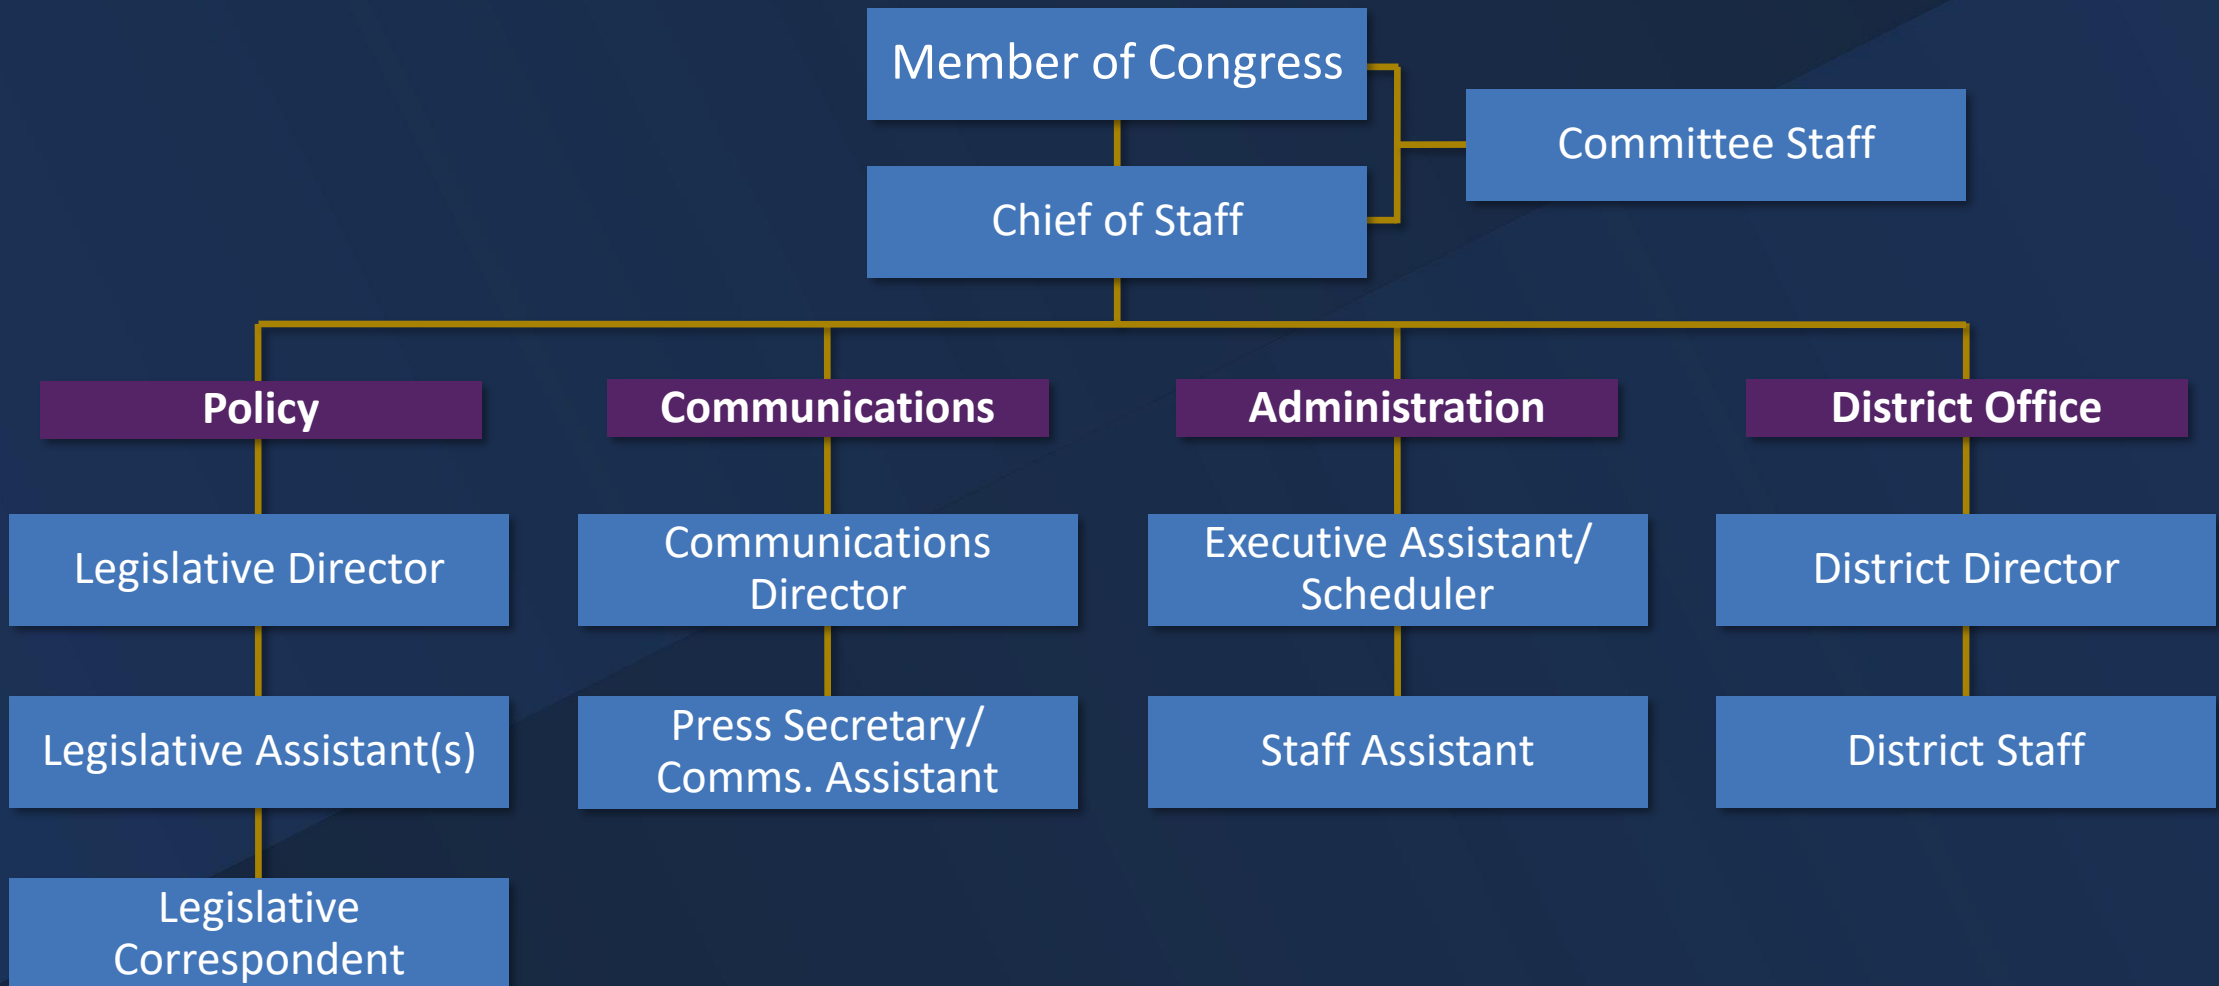 Member of Congress
Committee Staff
Chief of Staff
Policy
Communications
Administration
District Office
Legislative Director
Communications
Director
Executive Assistant/
Scheduler
District Director
Legislative Assistant(s)
Press Secretary/
Comms. Assistant
Staff Assistant
District Staff
Legislative
Correspondent